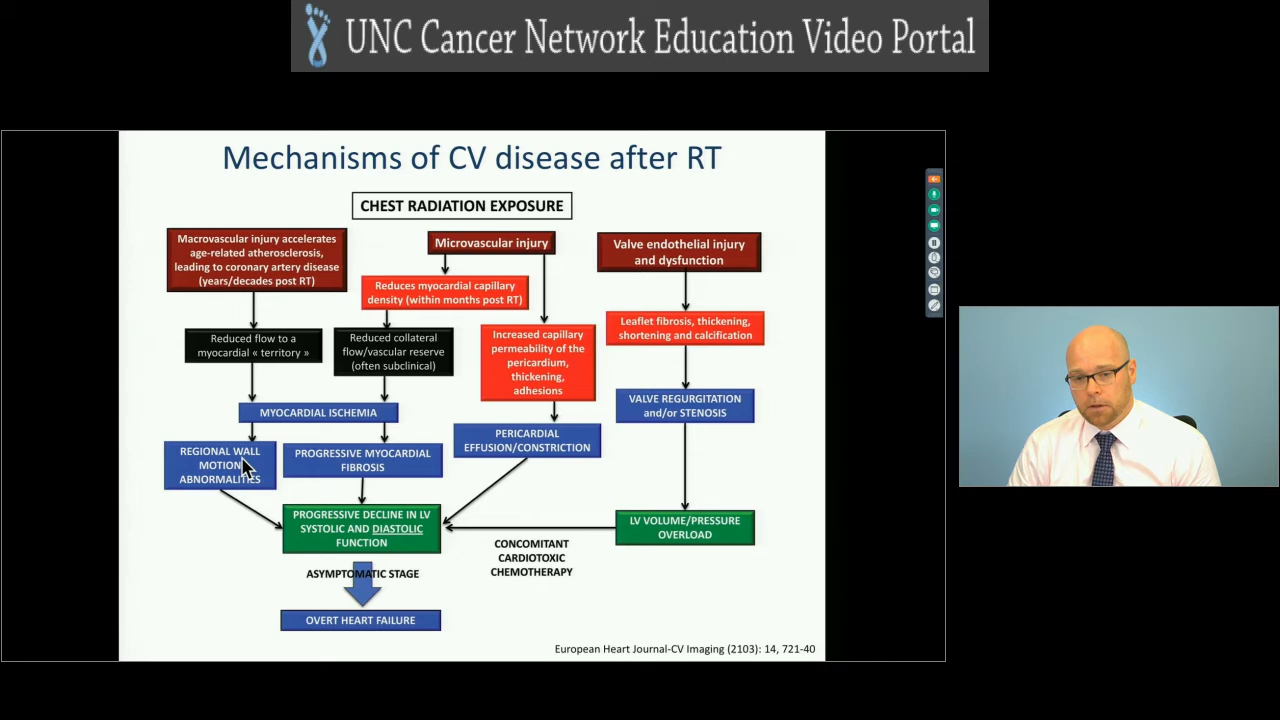 UNC Cancer Network Education Video Portal
Mechanisms of CV disease after RT
CHEST RADIATION EXPOSURE
Macrovascular injury accelerates
age-related atherosclerosis,
leading to coronary artery disease
(years/decades post RT)
Microvascular injury
Valve endothelial injury
and dysfunction
Reduces myocardial capillary
density (within months post RT)
Leaflet fibrosis, thickening,
shortening and calcification
Reduced flow to a
myocardial « territory »
Reduced collateral
flow/vascular reserve
(often subclinical)
Increased capillary
permeability of the
pericardium,
thickening,
adhesions
MYOCARDIAL ISCHEMIA
VALVE REGURGITATION
and/or STENOSIS
REGIONAL WALL
MOTION
ABNORMALITIES
PROGRESSIVE MYOCARDIAL
FIBROSIS
PERICARDIAL
EFFUSION/CONSTRICTION
PROGRESSIVE DECLINE IN LV
SYSTOLIC AND DIASTOLIC
FUNCTION
LV VOLUME/PRESSURE
OVERLOAD
CONCOMITANT
CARDIOTOXIC
CHEMOTHERAPY
ASYMPTOMATIC STAGE
OVERT HEART FAILURE
European Heart Journal-CV Imaging (2103): 14, 721-40